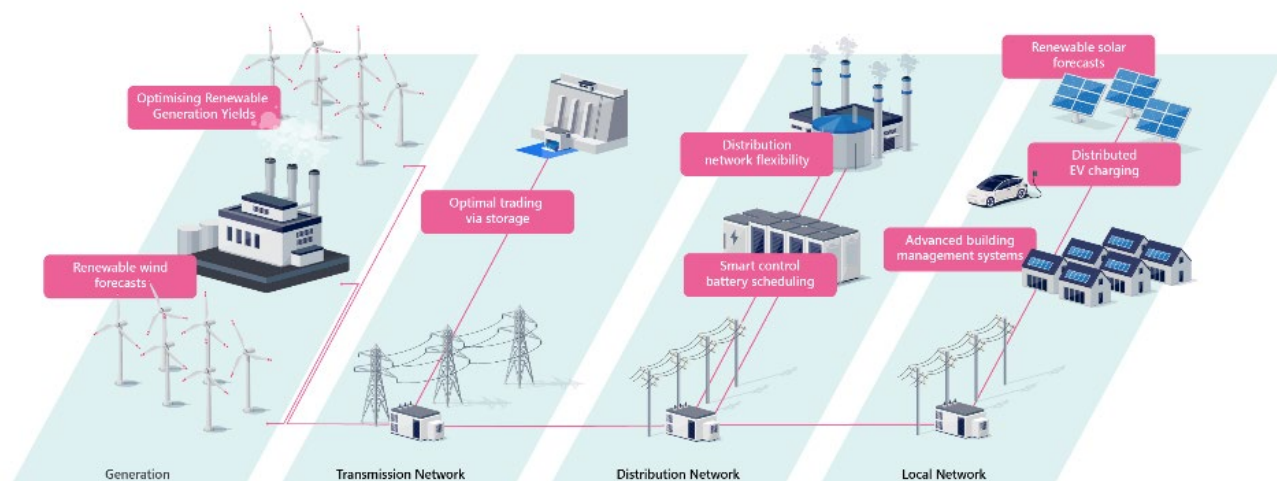 Optimising Renewable
Generation Yields
Renewable wind
forecasts
Optimal trading
via storage
Distribution
network flexibility
Smart control
battery scheduling
Renewable solar
forecasts
Distributed
EV charging
Advanced building
management systems
Generation
Transmission Network
Distribution Network
Local Network